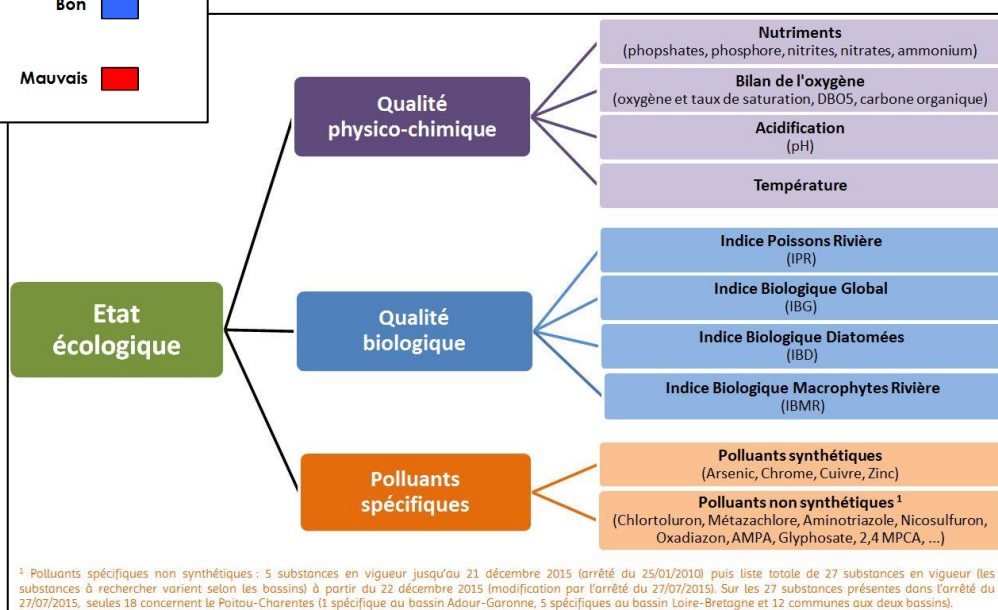 Bon
Mauvais
Etat
écologique
Qualité
physico-chimique
Nutriments
(phopshates, phosphore, nitrites, nitrates, ammonium)
Bilan de l'oxygène
(oxygène et taux de saturation, DBO5, carbone organique)
Acidification
(pH)
Température
Qualité
biologique
Indice Poissons Rivière
(IPR)
Indice Biologique Global
(IBG)
Indice Biologique Diatomées
(IBD)
Indice Biologique Macrophytes Rivière
(IBMR)
Polluants
spécifiques
Polluants synthétiques
(Arsenic, Chrome, Cuivre, Zinc)
Polluants non synthétiques ¹
(Chlortoluron, Métazachlore, Aminotriazole, Nicosulfuron,
Oxadiazon, AMPA, Glyphosate, 2,4 MPCA, ...)
¹ Polluants spécifiques non synthétiques : 5 substances en vigueur jusqu'au 21 décembre 2015 (arrêté du 25/01/2010) puis liste totale de 27 substances en vigueur (les
substances à rechercher varient selon les bassins) à partir du 22 décembre 2015 (modification par l'arrêté du 27/07/2015). Sur les 27 substances présentes dans l'arrêté du
27/07/2015, seules 18 concernent le Poitou-Charentes (1 spécifique au bassin Adour-Garonne, 5 spécifiques au bassin Loire-Bretagne et 12 communes aux deux bassins).